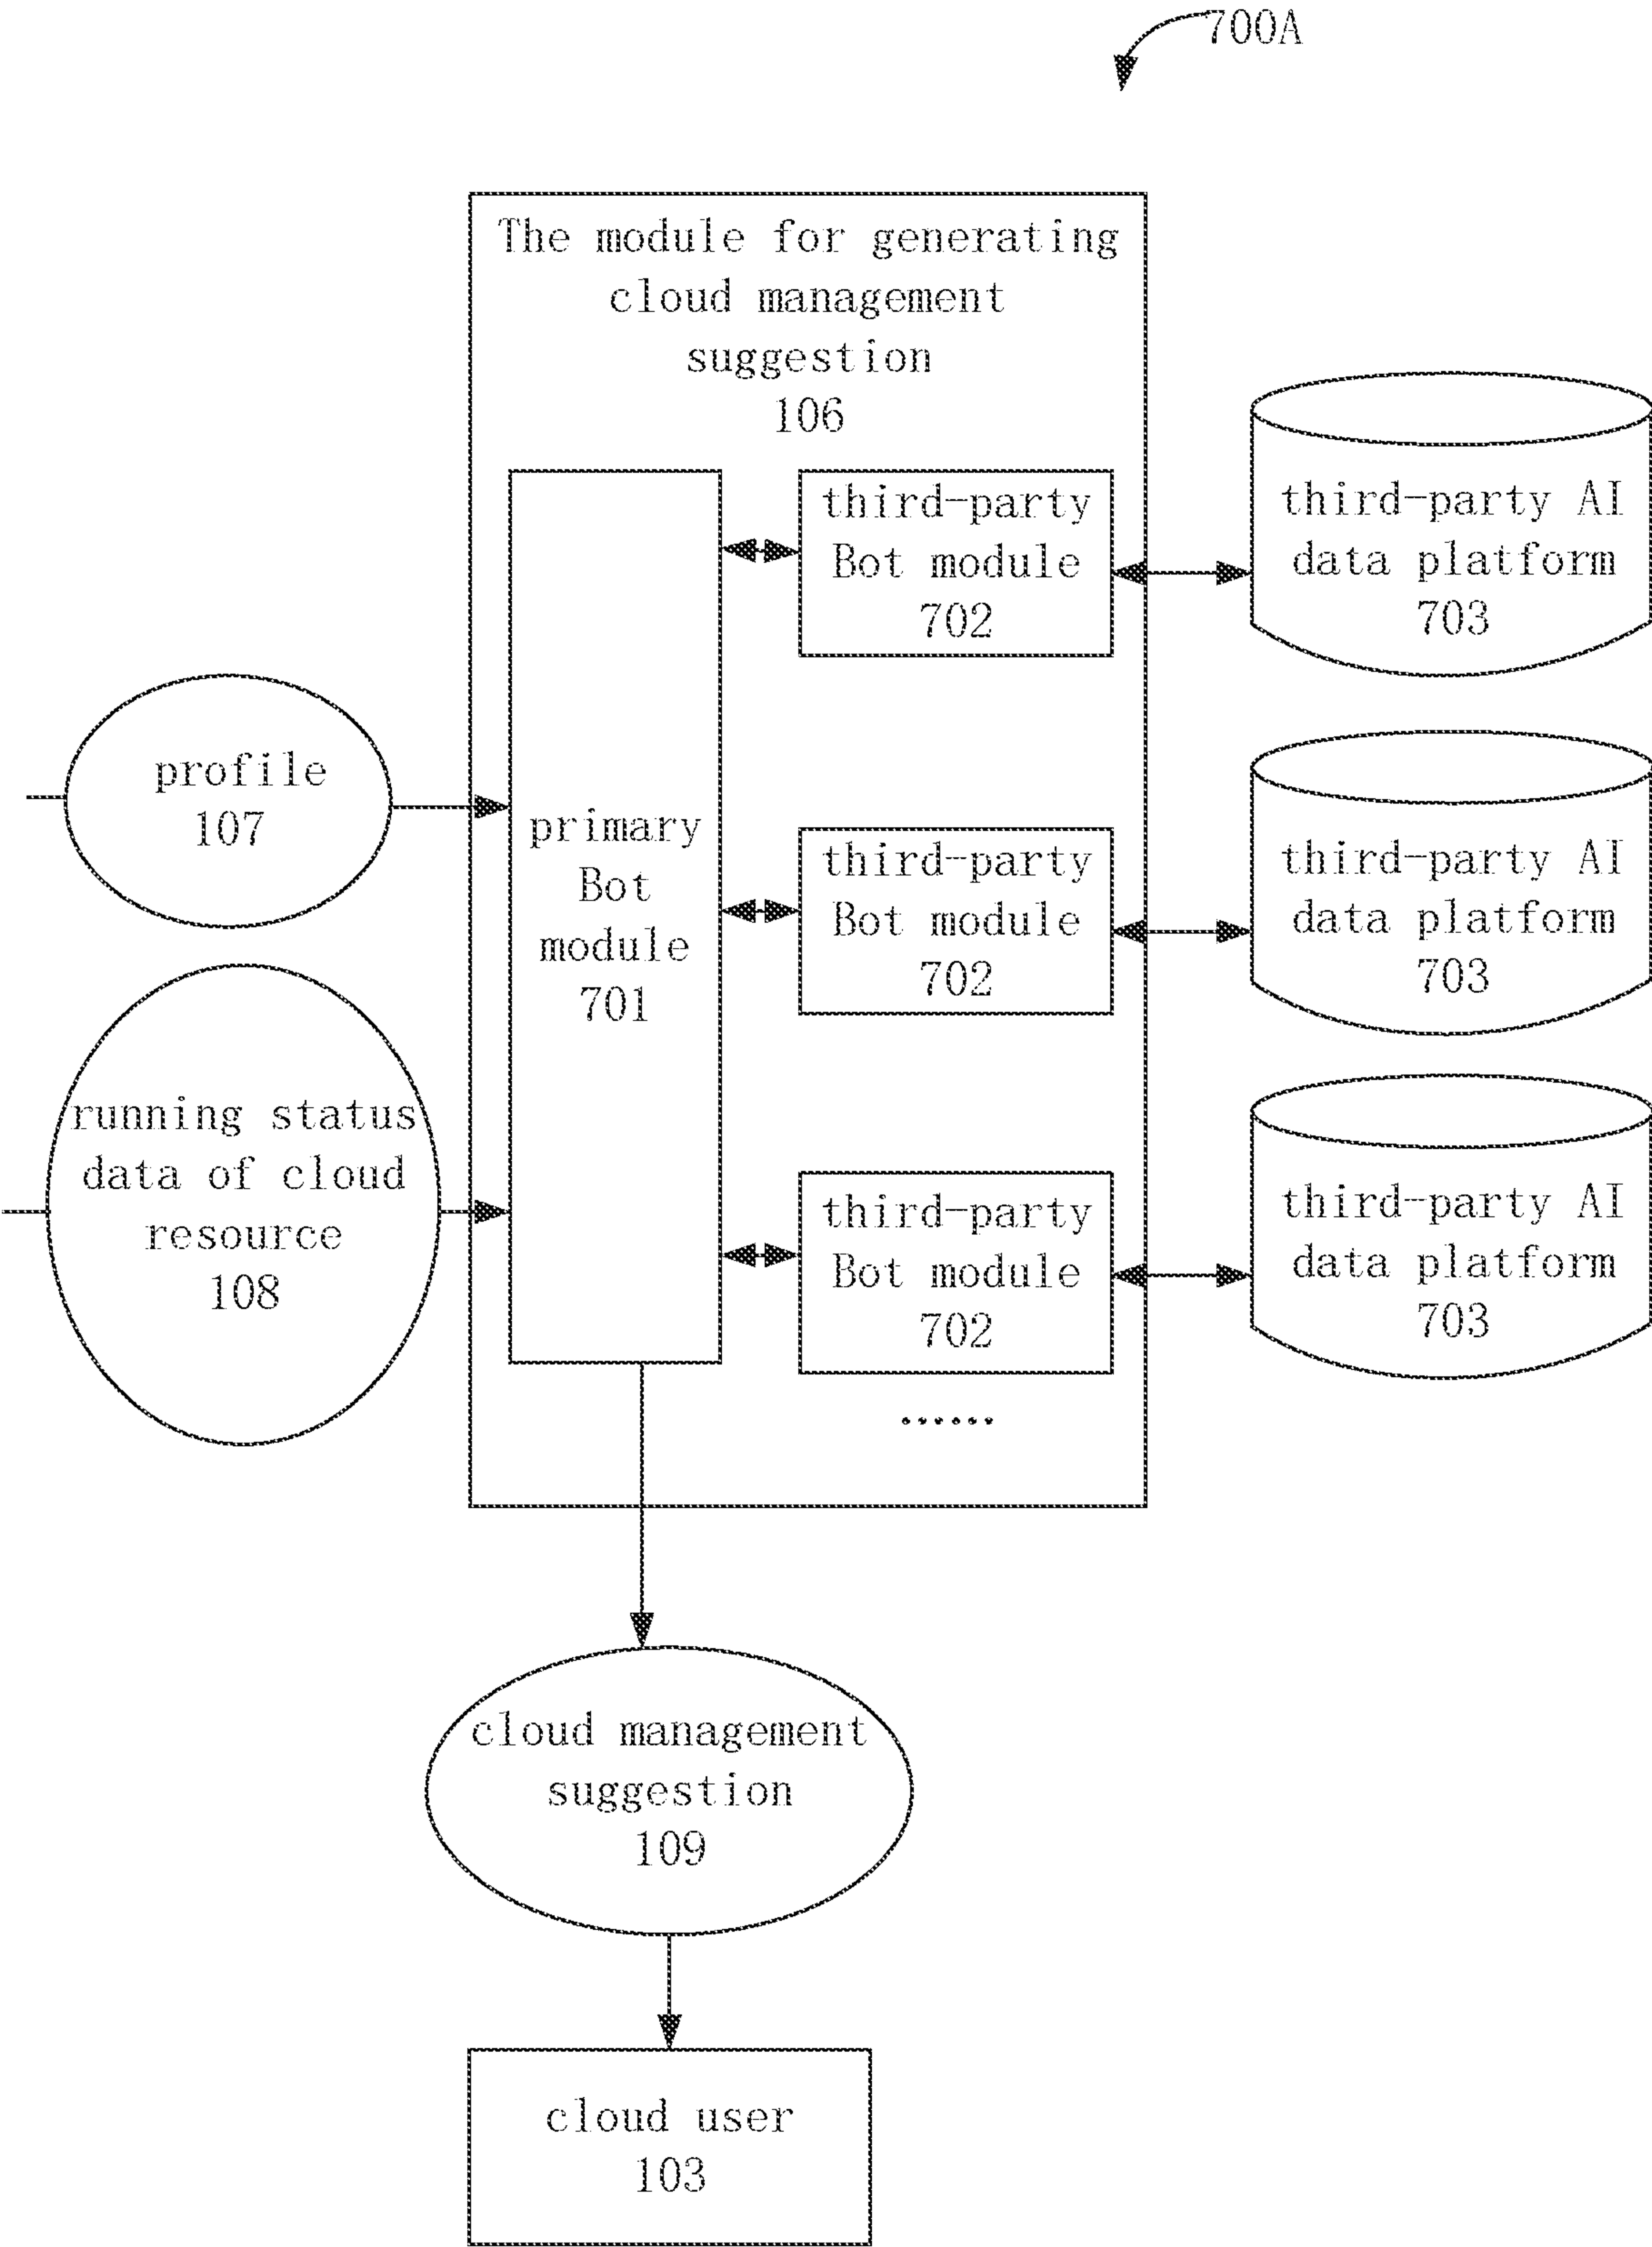 700A
The module for generating
cloud management
suggestion
106
third-party
Bot module
702
third-party AI
data platform
703
profile
107
primary
Bot
module
701
third-party
Bot module
702
third-party AI
data platform
703
running status
data of cloud
resource
108
third-party
Bot module
702
third-party AI
data platform
703
......
cloud management
suggestion
109
cloud user
103